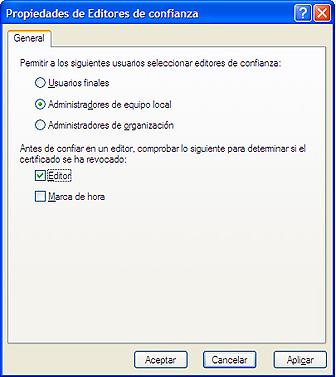 Propiedades de Editores de confianza
General
Permitir a los siguientes usuarios seleccionar editores de confianza:
Usuarios finales
Administradores de equipo local
Administradores de organización
Antes de confiar en un editor, comprobar lo siguiente para determinar si el
certificado se ha revocado:
Editor
Marca de hora
Aceptar
Cancelar
Aplicar